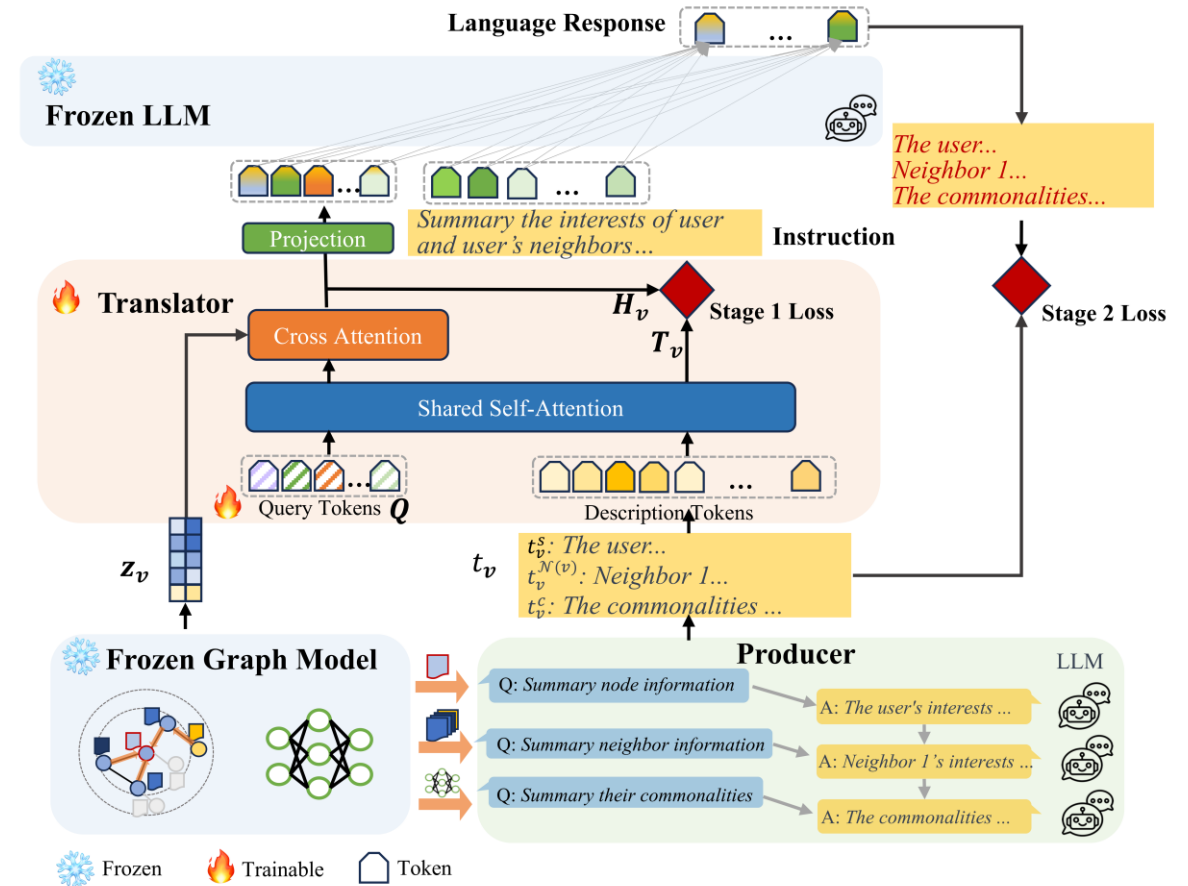 Language Response
...
Frozen LLM
The user...
Neighbor 1...
The commonalities...
...
...
Projection
Summary the interests of user
and user's neighbors...
Instruction
Translator
H_v
Stage 1 Loss
Stage 2 Loss
Cross Attention
T_v
Shared Self-Attention
...
...
Query Tokens Q
Description Tokens
z_v
t_v
t_v^s: The user...
t_v^N(v): Neighbor 1...
t_v^c: The commonalities ...
Frozen Graph Model
Producer
LLM
Q: Summary node information
A: The user's interests ...
Q: Summary neighbor information
A: Neighbor 1's interests ...
Q: Summary their commonalities
A: The commonalities ...
Frozen
Trainable
Token